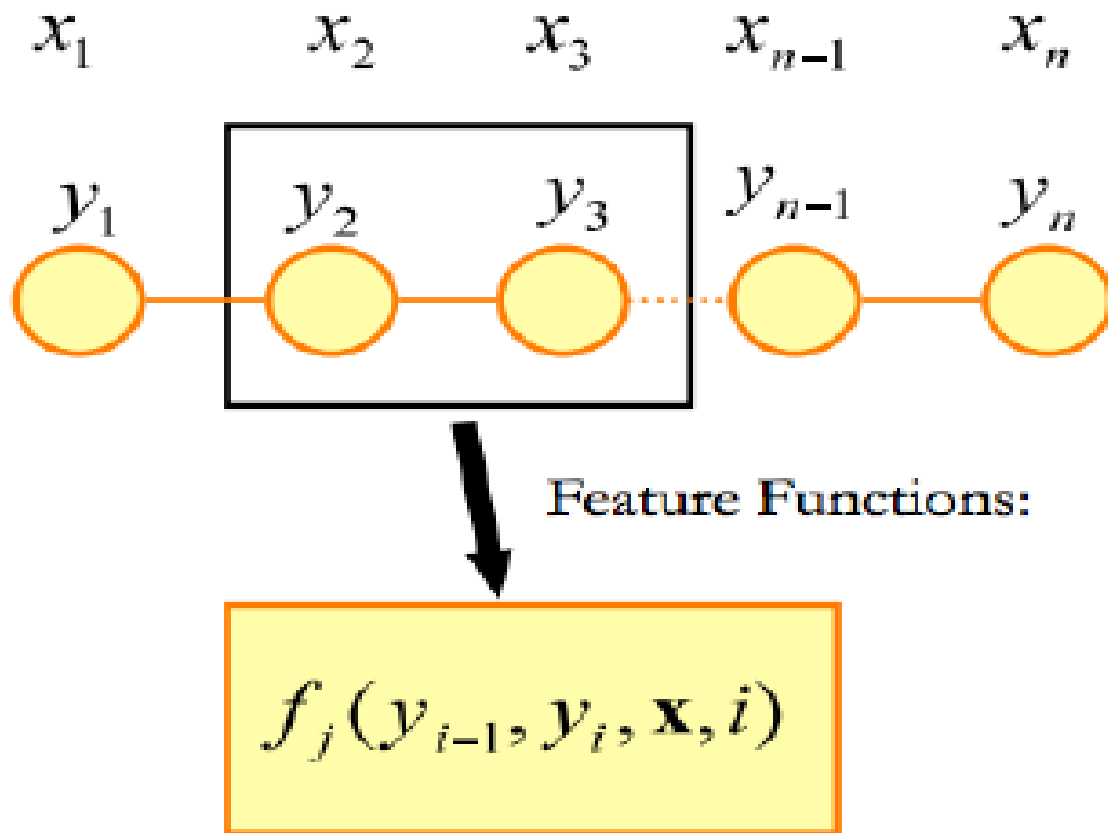 x₁ x₂ x₃ xₙ₋₁ xₙ
y₁ y₂ y₃ yₙ₋₁ yₙ
Feature Functions:
fⱼ(yᵢ₋₁, yᵢ, 𝐱, i)